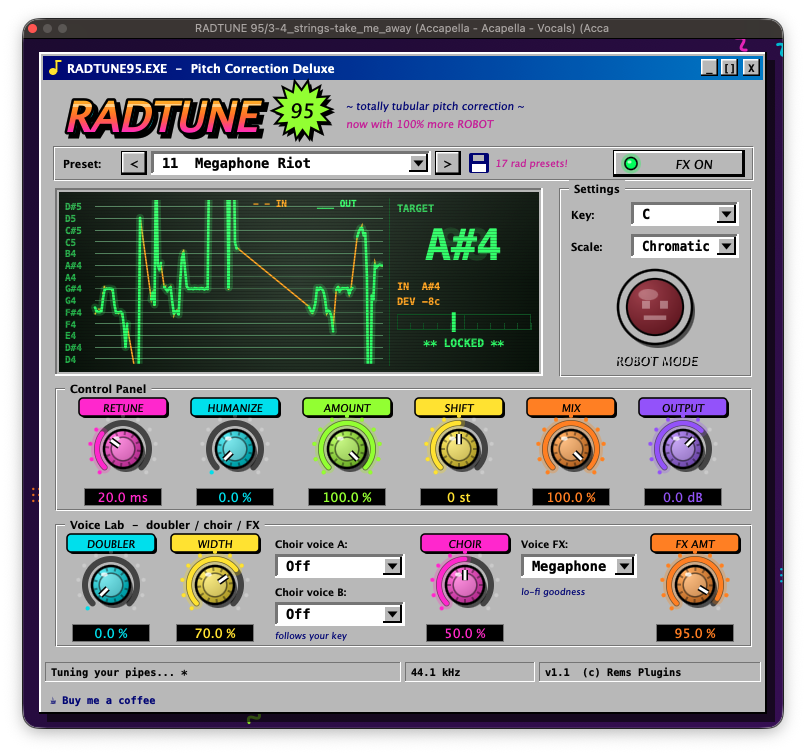 RADTUNE 95/3-4_strings-take_me_away (Accapella - Acapella - Vocals) (Acca
RADTUNE95.EXE - Pitch Correction Deluxe
_ [] X
RADTUNE 95
~ totally tubular pitch correction ~
now with 100% more ROBOT
Preset: < 11 Megaphone Riot > 17 rad presets! FX ON
D#5
D5
C#5
C5
B4
A#4
A4
G#4
G4
F#4
F4
E4
D#4
D4
– – IN ___ OUT
TARGET
A#4
IN A#4
DEV -8c
** LOCKED **
Settings
Key: C
Scale: Chromatic
ROBOT MODE
Control Panel
RETUNE HUMANIZE AMOUNT SHIFT MIX OUTPUT
20.0 ms 0.0 % 100.0 % 0 st 100.0 % 0.0 dB
Voice Lab - doubler / choir / FX
DOUBLER WIDTH
0.0 % 70.0 %
Choir voice A:
Off
Choir voice B:
Off
follows your key
CHOIR
50.0 %
Voice FX:
Megaphone
lo-fi goodness
FX AMT
95.0 %
Tuning your pipes... *
44.1 kHz
v1.1 (c) Rems Plugins
☕ Buy me a coffee